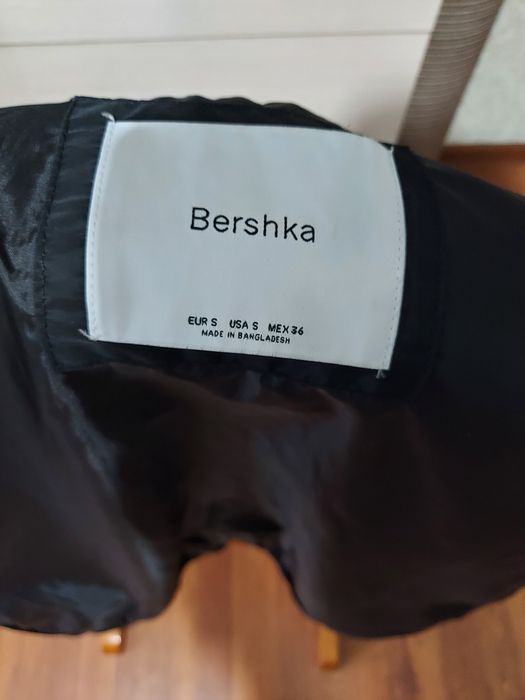 Bershka
EUR S USA S MEX 36
MADE IN BANGLADESH